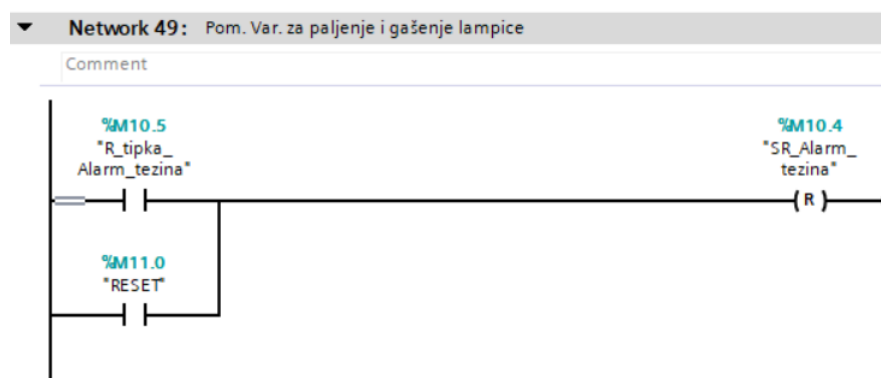 Network 49: Pom. Var. za paljenje i gašenje lampice
Comment
%M10.5
"R_tipka_
Alarm_tezina"
%M10.4
"SR_Alarm_
tezina"
R
%M11.0
"RESET"